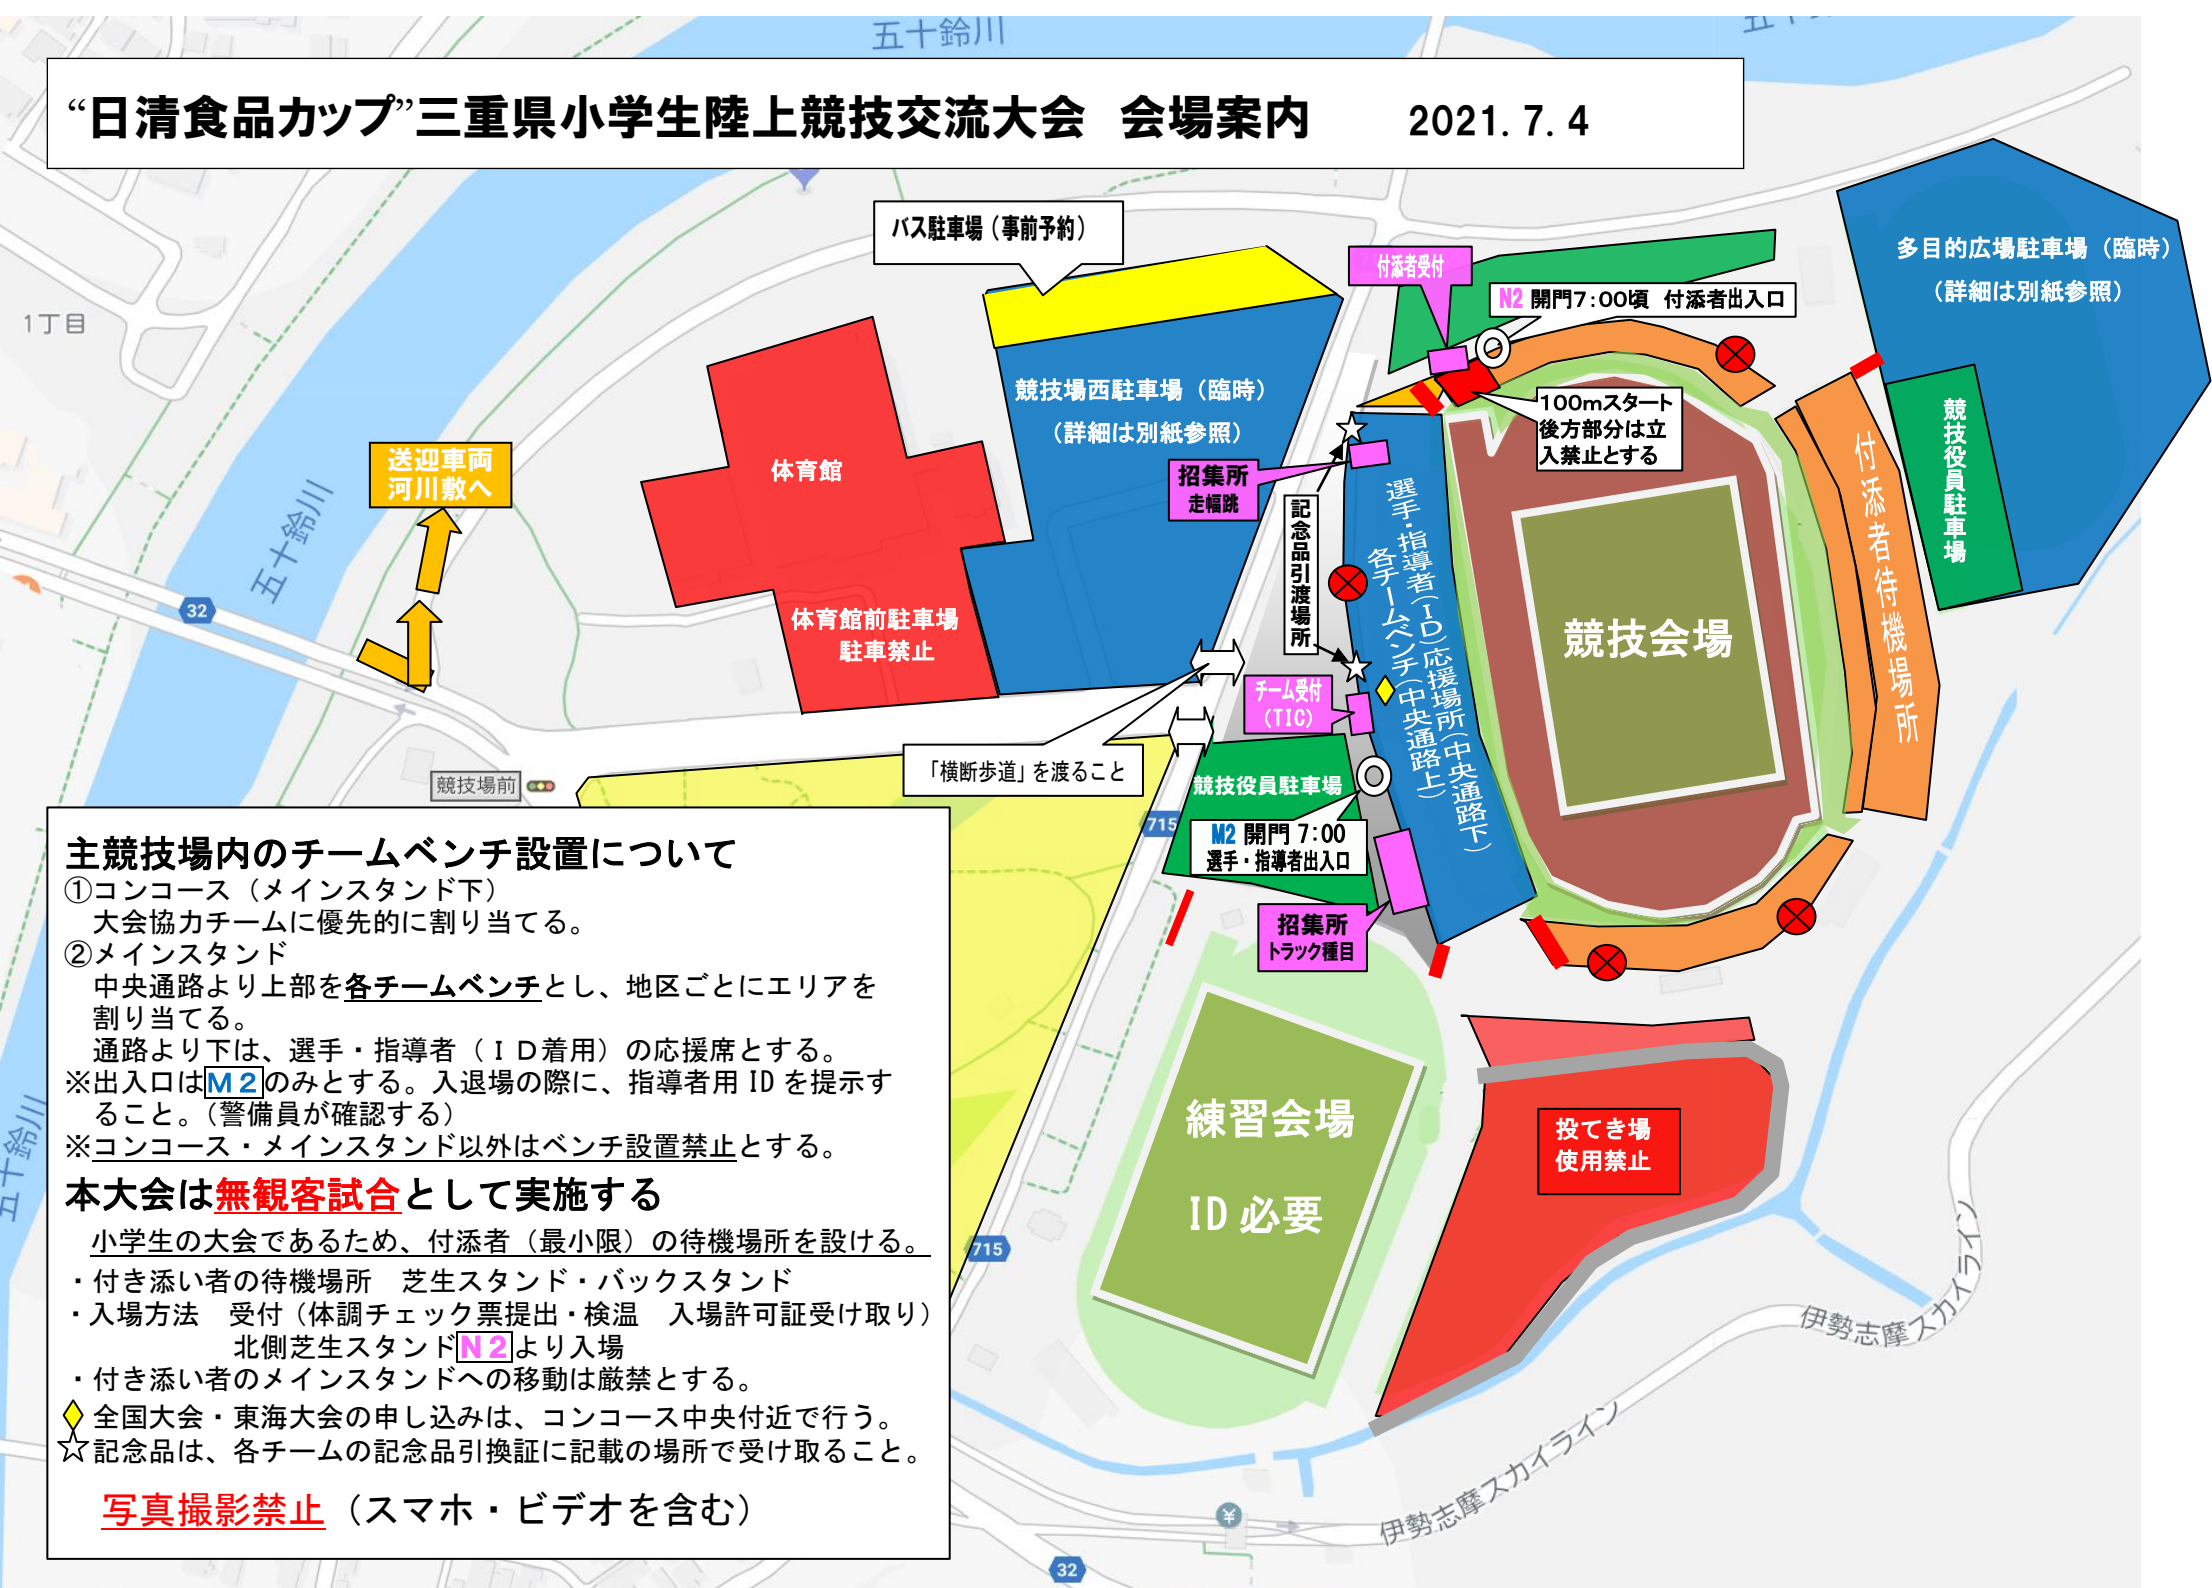 五十鈴川
“日清食品カップ”三重県小学生陸上競技交流大会　会場案内　　2021.7.4
バス駐車場（事前予約）
付添者受付
N2 開門7:00頃　付添者出入口
多目的広場駐車場（臨時）
（詳細は別紙参照）
1丁目
競技場西駐車場（臨時）
（詳細は別紙参照）
100mスタート
後方部分は立
入禁止とする
競技役員駐車場
付添者待機場所
体育館
送迎車両
河川敷へ
招集所
走幅跳
記念品引渡場所
選手・指導者（ＩＤ）応援場所（中央通路下）
各チームベンチ（中央通路上）
五十鈴川
32
体育館前駐車場
駐車禁止
競技会場
チーム受付
（TIC）
「横断歩道」を渡ること
競技場前
競技役員駐車場
715
M2 開門 7:00
選手・指導者出入口
招集所
トラック種目
主競技場内のチームベンチ設置について
①コンコース（メインスタンド下）
大会協力チームに優先的に割り当てる。
②メインスタンド
中央通路より上部を各チームベンチとし、地区ごとにエリアを
割り当てる。
通路より下は、選手・指導者（ＩＤ着用）の応援席とする。
※出入口はＭ２のみとする。入退場の際に、指導者用 ID を提示す
ること。（警備員が確認する）
※コンコース・メインスタンド以外はベンチ設置禁止とする。
本大会は無観客試合として実施する
小学生の大会であるため、付添者（最小限）の待機場所を設ける。
・付き添い者の待機場所　芝生スタンド・バックスタンド
・入場方法　受付（体調チェック票提出・検温　入場許可証受け取り）
北側芝生スタンドＮ２より入場
・付き添い者のメインスタンドへの移動は厳禁とする。
全国大会・東海大会の申し込みは、コンコース中央付近で行う。
☆記念品は、各チームの記念品引換証に記載の場所で受け取ること。
写真撮影禁止（スマホ・ビデオを含む）
五十鈴川
練習会場
ID 必要
投てき場
使用禁止
715
伊勢志摩スカイライン
伊勢志摩スカイライン
32